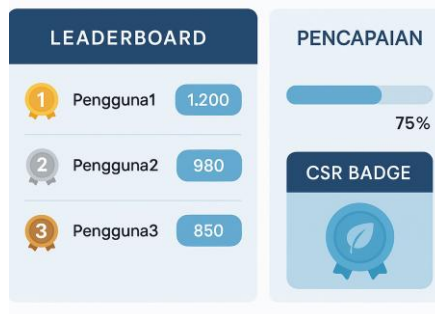 LEADERBOARD
1 Pengguna1 1.200
2 Pengguna2 980
3 Pengguna3 850
PENCAPAIAN
75%
CSR BADGE